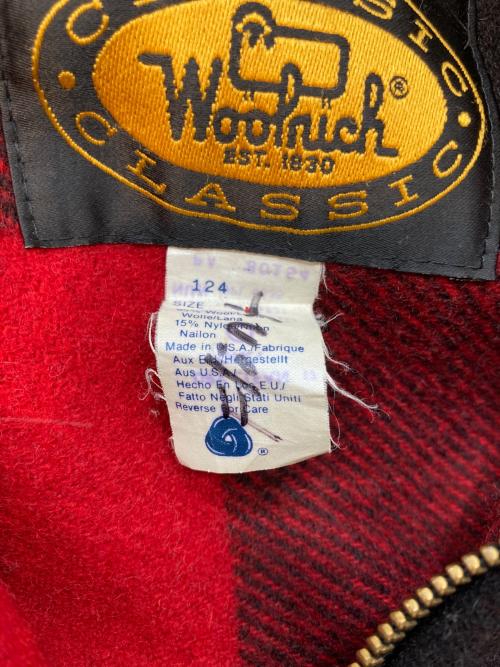 CLASSIC
Woolrich®
EST. 1830
CLASSIC
124
SIZE
Wolle/Lana
15%
Nailon
Made in U.S.A./Fabrique
Aux EU/Hergestellt
Aus U.S.A./
Hecho En Los E.U./
Fatto Negli Stati Uniti
Reverse For Care
®